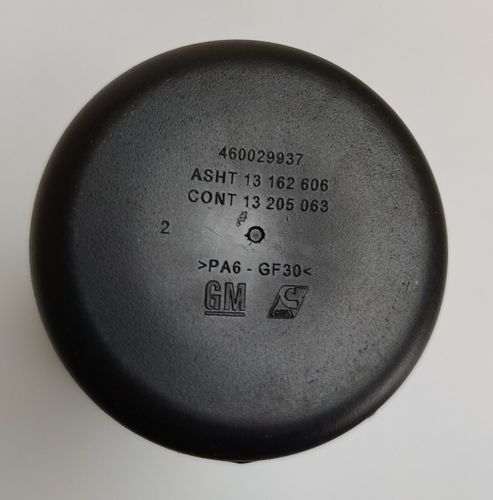 460029937
ASHT 13 162 606
CONT 13 205 063
2
>PA6 - GF30<
GM